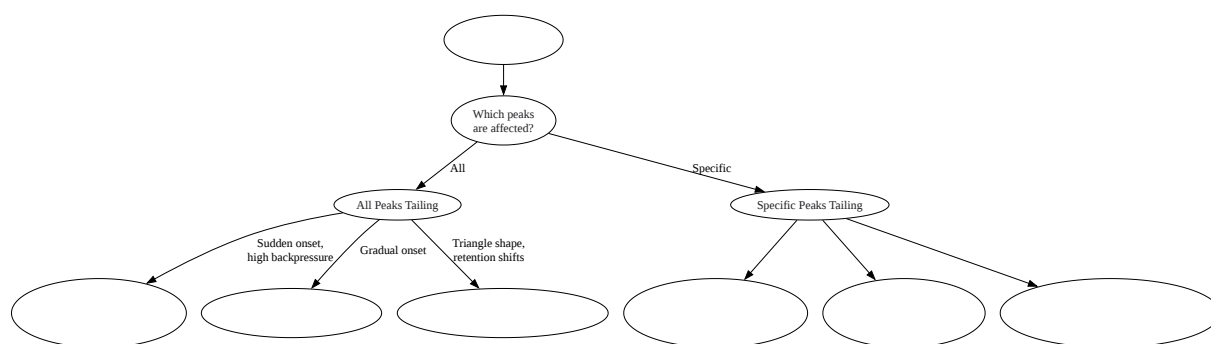 Which peaks
are affected?
All
Specific
All Peaks Tailing
Specific Peaks Tailing
Sudden onset,
high backpressure
Gradual onset
Triangle shape,
retention shifts